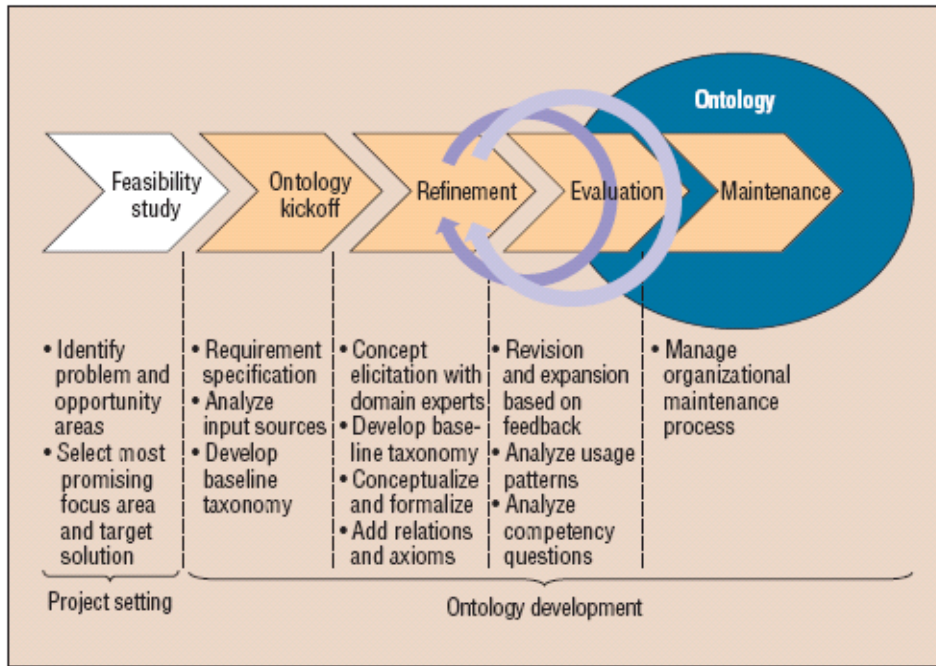 Ontology
Feasibility
study
Ontology
kickoff
Refinement
Evaluation
Maintenance
• Identify
problem and
opportunity
areas
• Select most
promising
focus area
and target
solution
• Requirement
specification
• Analyze
input sources
• Develop
baseline
taxonomy
• Concept
elicitation with
domain experts
• Develop base-
line taxonomy
• Conceptualize
and formalize
• Add relations
and axioms
• Revision
and expansion
based on
feedback
• Analyze usage
patterns
• Analyze
competency
questions
• Manage
organizational
maintenance
process
Project setting
Ontology development